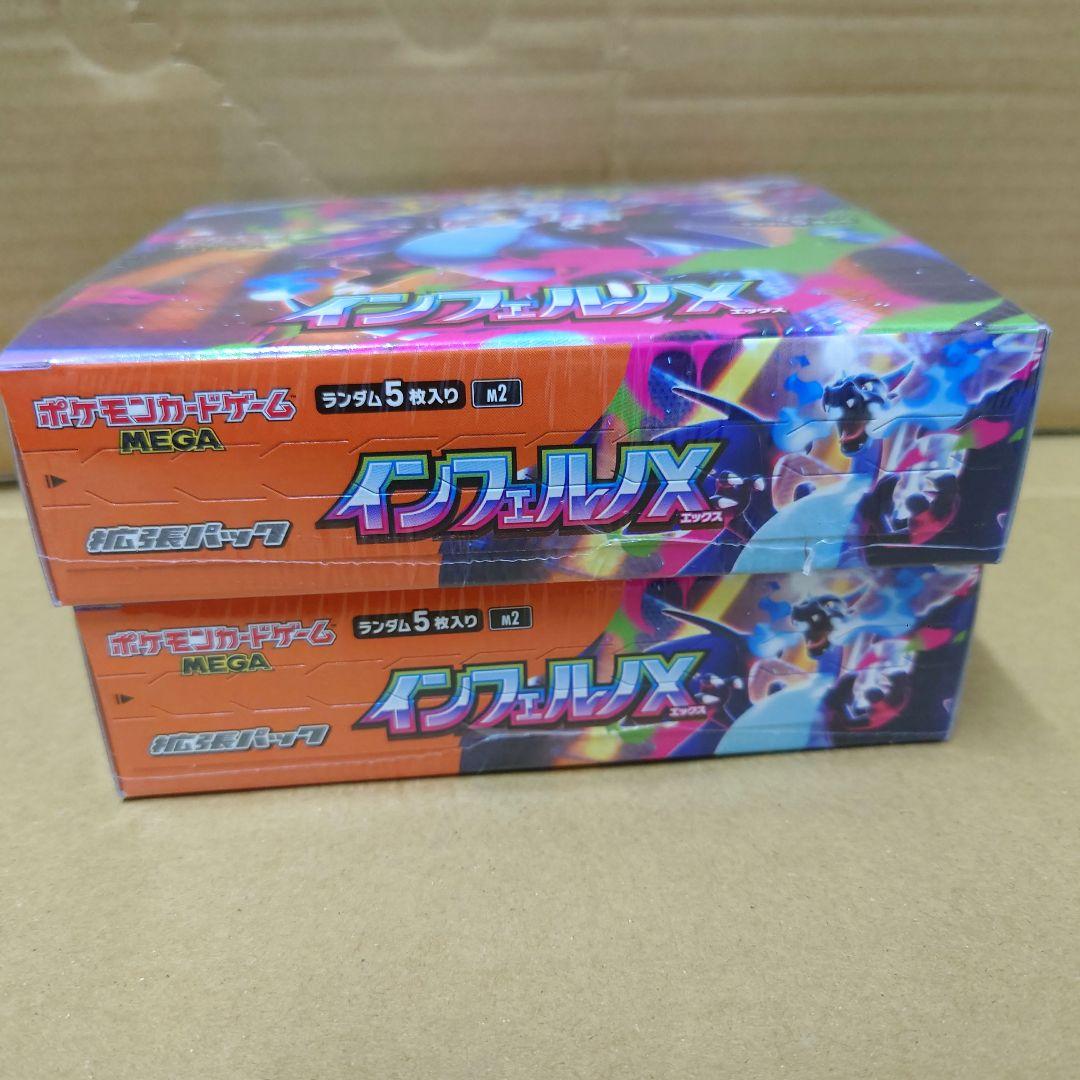 インフェルノX
エックス
ポケモンカードゲーム
MEGA
ランダム5枚入り M2
インフェルノX
エックス
拡張パック
ポケモンカードゲーム
MEGA
ランダム5枚入り M2
インフェルノX
エックス
拡張パック